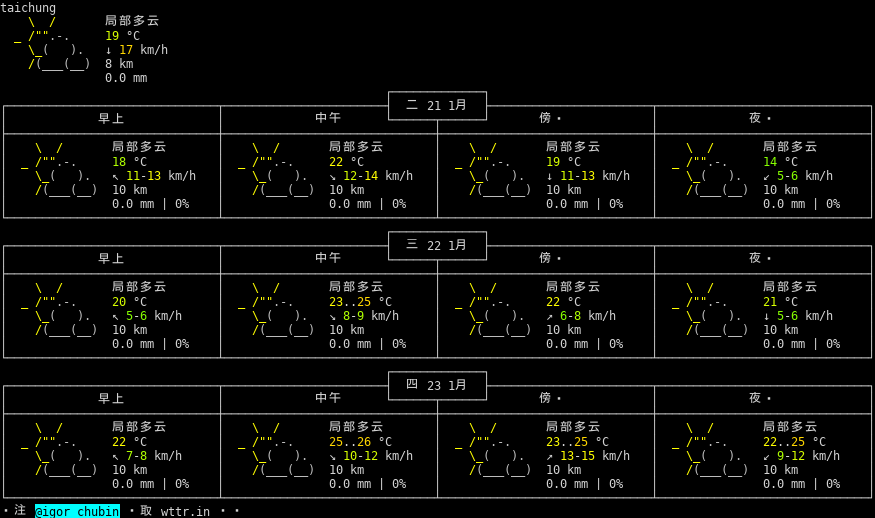 taichung
局部多云
19 °C
↓ 17 km/h
8 km
0.0 mm
二 21 1月
早上 中午 傍· 夜·
局部多云 局部多云 局部多云 局部多云
18 °C 22 °C 19 °C 14 °C
↖ 11-13 km/h ↘ 12-14 km/h ↓ 11-13 km/h ↙ 5-6 km/h
10 km 10 km 10 km 10 km
0.0 mm | 0% 0.0 mm | 0% 0.0 mm | 0% 0.0 mm | 0%
三 22 1月
早上 中午 傍· 夜·
局部多云 局部多云 局部多云 局部多云
20 °C 23..25 °C 22 °C 21 °C
↖ 5-6 km/h ↘ 8-9 km/h ↗ 6-8 km/h ↓ 5-6 km/h
10 km 10 km 10 km 10 km
0.0 mm | 0% 0.0 mm | 0% 0.0 mm | 0% 0.0 mm | 0%
四 23 1月
早上 中午 傍· 夜·
局部多云 局部多云 局部多云 局部多云
22 °C 25..26 °C 23..25 °C 22..25 °C
↖ 7-8 km/h ↘ 10-12 km/h ↗ 13-15 km/h ↙ 9-12 km/h
10 km 10 km 10 km 10 km
0.0 mm | 0% 0.0 mm | 0% 0.0 mm | 0% 0.0 mm | 0%
·注 @igor_chubin ·取 wttr.in · ·